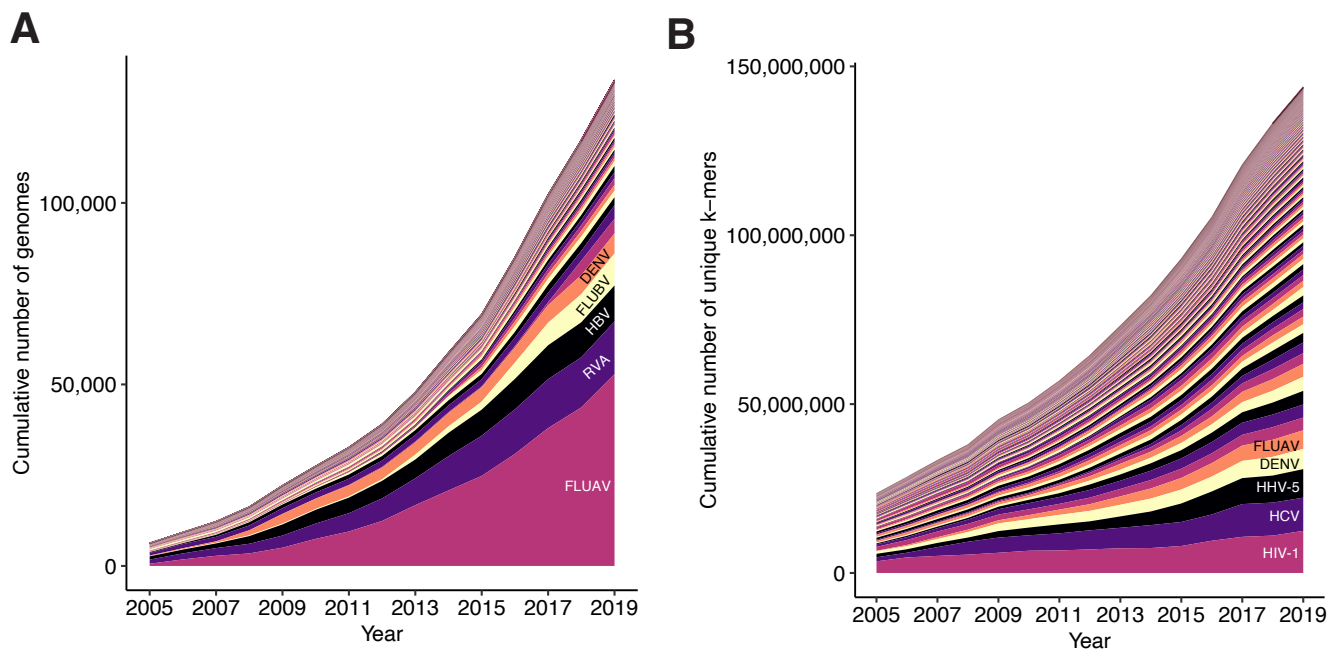 A
Cumulative number of genomes
100,000
50,000
0
DENV
FLUBV
HBV
RVA
FLUAV
2005 2007 2009 2011 2013 2015 2017 2019
Year
B
Cumulative number of unique k−mers
150,000,000
100,000,000
50,000,000
0
FLUAV
DENV
HHV-5
HCV
HIV-1
2005 2007 2009 2011 2013 2015 2017 2019
Year